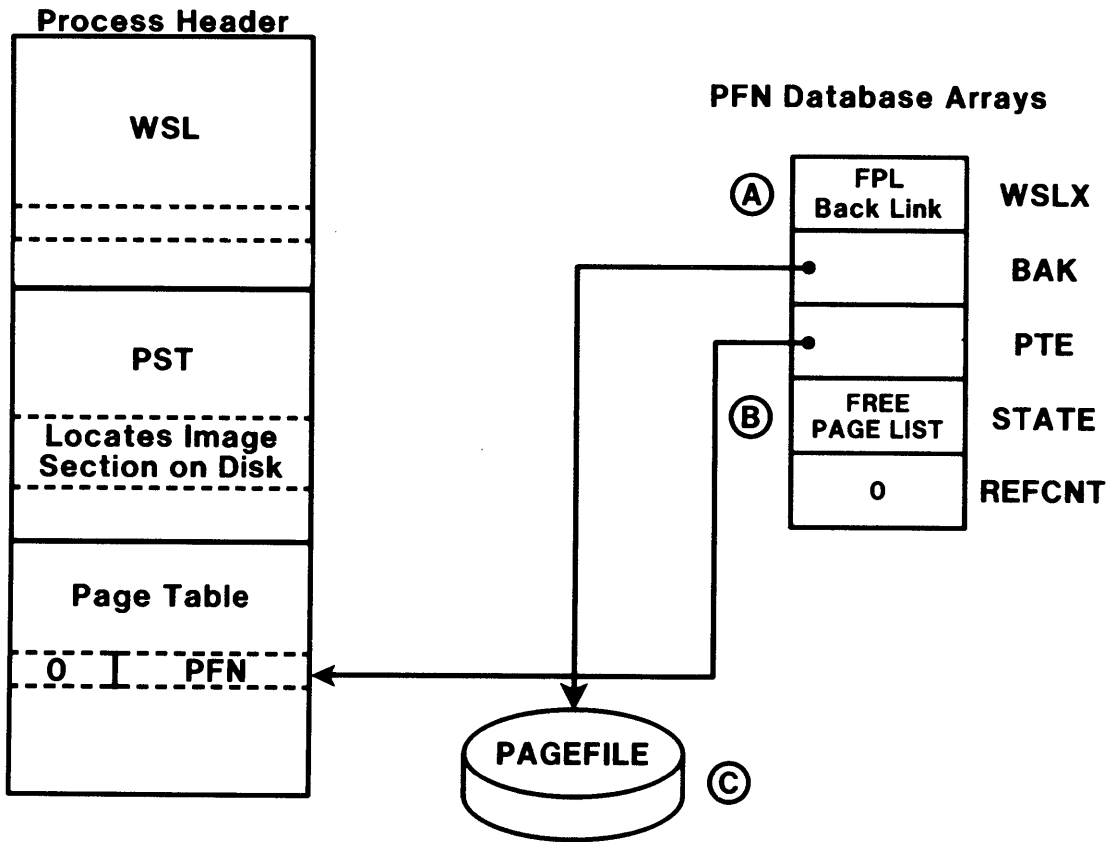 Process Header
WSL
PST
Locates Image
Section on Disk
Page Table
0 PFN
PFN Database Arrays
A
FPL
Back Link
WSLX
BAK
PTE
B
FREE
PAGE LIST
STATE
0
REFCNT
PAGEFILE
C